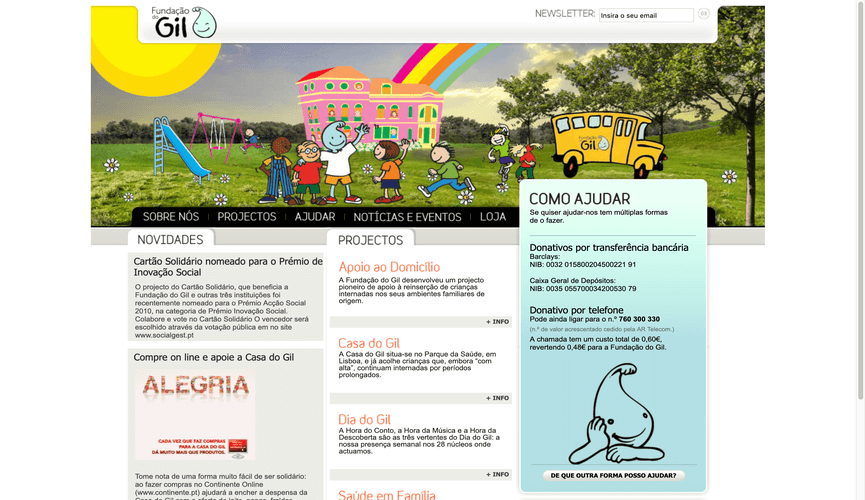 Fundação
do
Gil
NEWSLETTER:
Insira o seu email
OK
Fundação
do
Gil
SOBRE NÓS
PROJECTOS
AJUDAR
NOTÍCIAS E EVENTOS
LOJA
NOVIDADES
Cartão Solidário nomeado para o Prémio de
Inovação Social
O projecto do Cartão Solidário, que beneficia a
Fundação do Gil e outras três instituições foi
recentemente nomeado para o Prémio Acção Social
2010, na categoria de Prémio Inovação Social.
Colabore e vote no Cartão Solidário O vencedor será
escolhido através da votação pública em no site
www.socialgest.pt
Compre on line e apoie a Casa do Gil
ALEGRIA
CADA VEZ QUE FAZ COMPRAS
PARA A CASA DO GIL
DÁ MUITO MAIS QUE PRODUTOS.
Tome nota de uma forma muito fácil de ser solidário:
ao fazer compras no Continente Online
(www.continente.pt) ajudará a encher a despensa da
PROJECTOS
Apoio ao Domicílio
A Fundação do Gil desenvolveu um projecto
pioneiro de apoio à reinserção de crianças
internadas nos seus ambientes familiares de
origem.
+ INFO
Casa do Gil
A Casa do Gil situa-se no Parque da Saúde, em
Lisboa, e já acolhe crianças que, embora "com
alta", continuam internadas por períodos
prolongados.
+ INFO
Dia do Gil
A Hora do Conto, a Hora da Música e a Hora da
Descoberta são as três vertentes do Dia do Gil: a
nossa presença semanal nos 28 núcleos onde
actuamos.
+ INFO
Saúde em Família
COMO AJUDAR
Se quiser ajudar-nos tem múltiplas formas
de o fazer.
Donativos por transferência bancária
Barclays:
NIB: 0032 015800204500221 91
Caixa Geral de Depósitos:
NIB: 0035 055700034200530 79
Donativo por telefone
Pode ainda ligar para o n.º 760 300 330
(n.º de valor acrescentado cedido pela AR Telecom.)
A chamada tem um custo total de 0,60€,
revertendo 0,48€ para a Fundação do Gil.
DE QUE OUTRA FORMA POSSO AJUDAR?